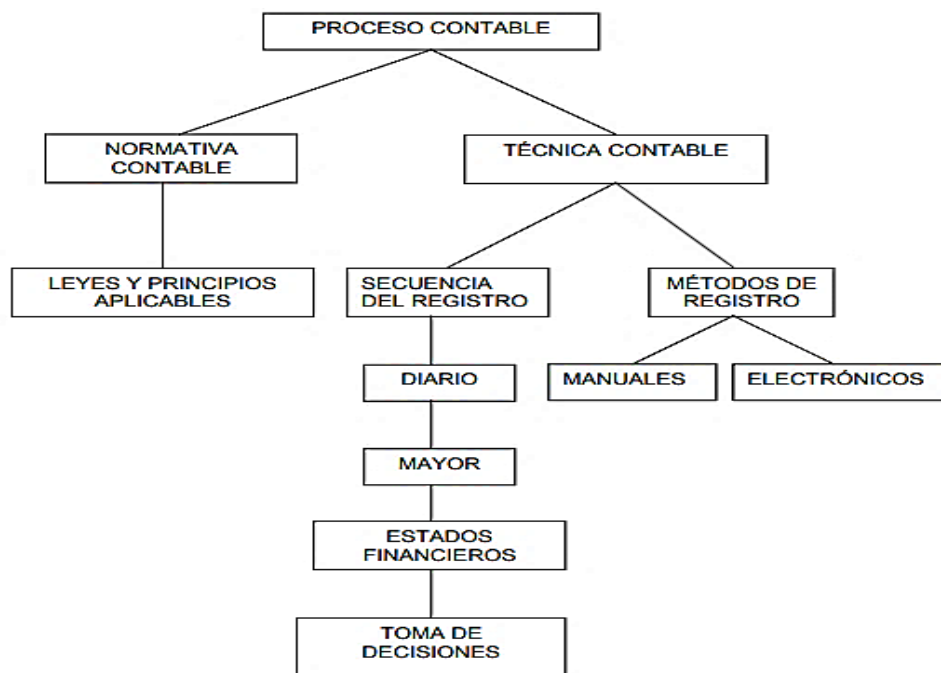 PROCESO CONTABLE
NORMATIVA
CONTABLE
TÉCNICA CONTABLE
LEYES Y PRINCIPIOS
APLICABLES
SECUENCIA
DEL REGISTRO
MÉTODOS DE
REGISTRO
DIARIO
MANUALES
ELECTRÓNICOS
MAYOR
ESTADOS
FINANCIEROS
TOMA DE
DECISIONES